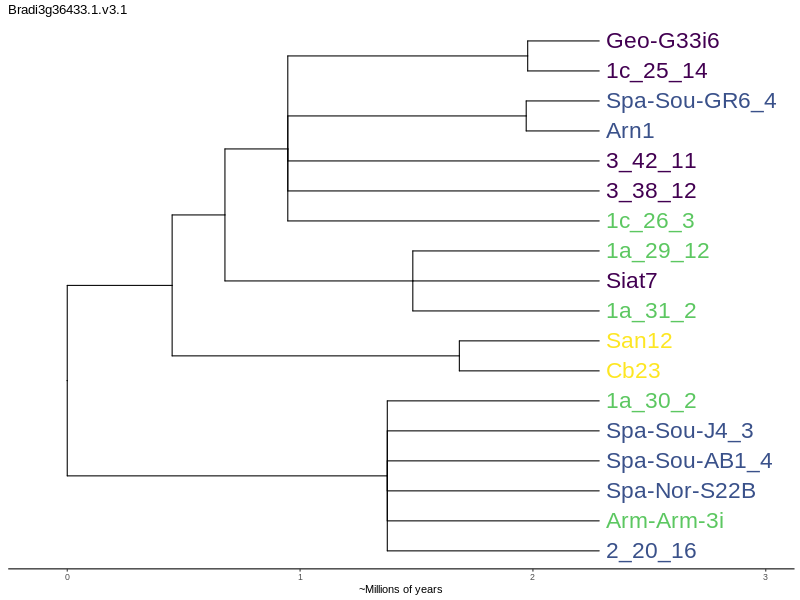 Bradi3g36433.1.v3.1
Geo-G33i6
1c_25_14
Spa-Sou-GR6_4
Arn1
3_42_11
3_38_12
1c_26_3
1a_29_12
Siat7
1a_31_2
San12
Cb23
1a_30_2
Spa-Sou-J4_3
Spa-Sou-AB1_4
Spa-Nor-S22B
Arm-Arm-3i
2_20_16
0 1 2 3
~Millions of years